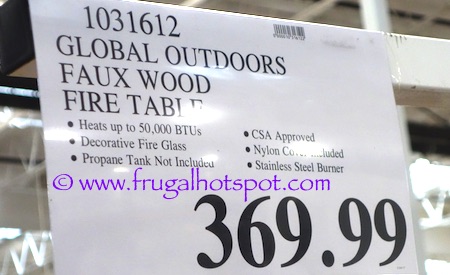 1031612
GLOBAL OUTDOORS
FAUX WOOD
FIRE TABLE
• Heats up to 50,000 BTUs
• Decorative Fire Glass
• Propane Tank Not Included
• CSA Approved
• Nylon Cover Included
• Stainless Steel Burner
© www.frugalhotspot.com
369.99